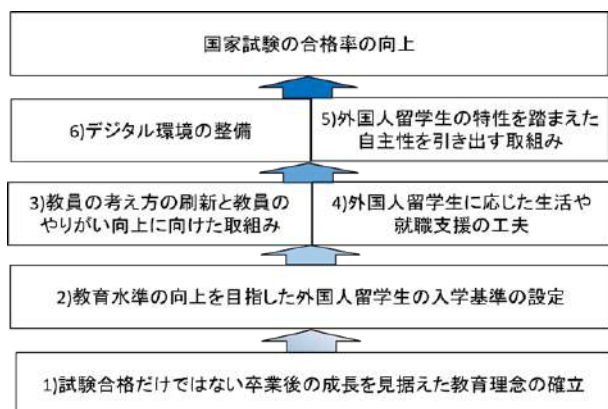 国家試験の合格率の向上
6)デジタル環境の整備
5)外国人留学生の特性を踏まえた
自主性を引き出す取組み
3)教員の考え方の刷新と教員の
やりがい向上に向けた取組み
4)外国人留学生に応じた生活や
就職支援の工夫
2)教育水準の向上を目指した外国人留学生の入学基準の設定
1)試験合格だけではない卒業後の成長を見据えた教育理念の確立